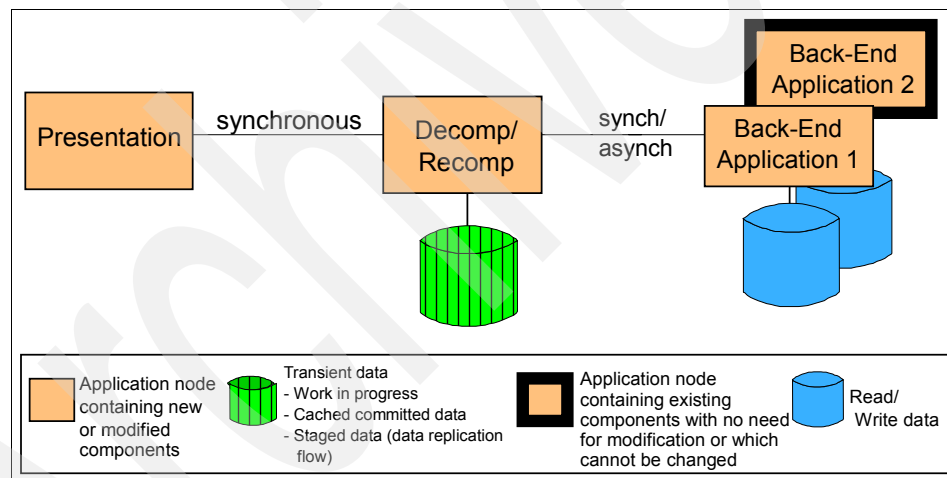 Back-End
Application 2
Presentation
synchronous
Decomp/
Recomp
synch/
asynch
Back-End
Application 1
Application node
containing new
or modified
components
Transient data
- Work in progress
- Cached committed data
- Staged data (data replication
flow)
Application node
containing existing
components with no need
for modification or which
cannot be changed
Read/
Write data